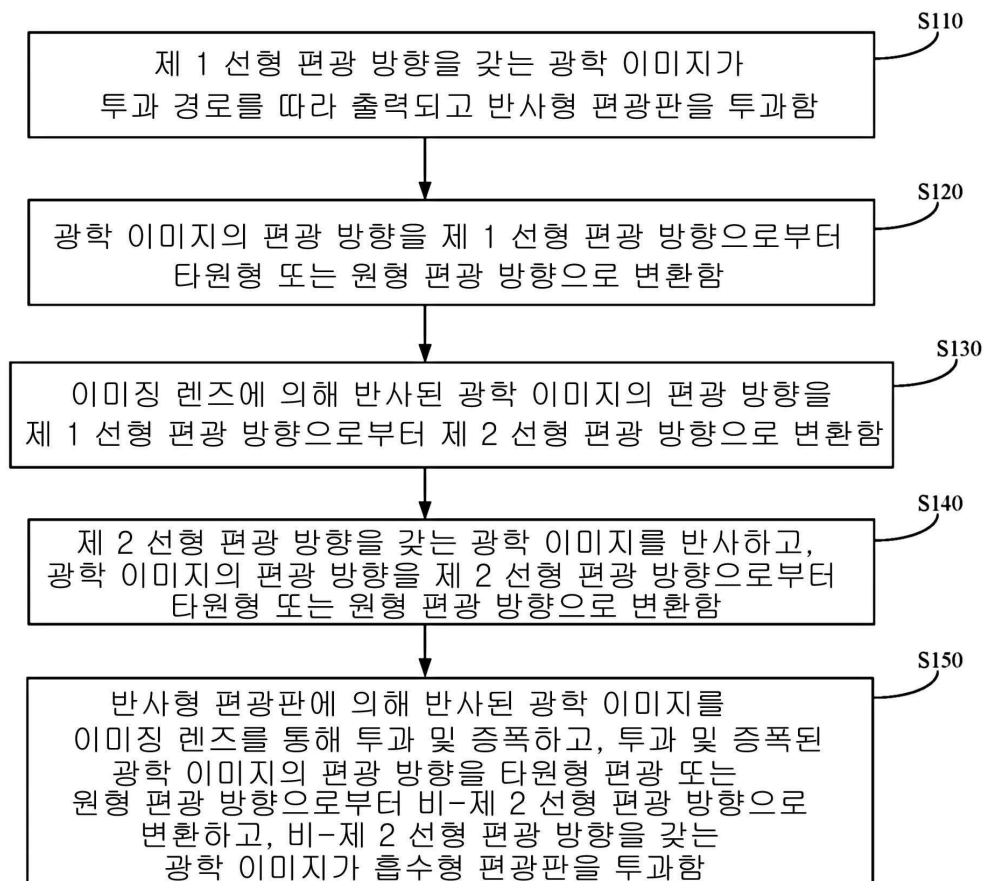 S110
제 1 선형 편광 방향을 갖는 광학 이미지가
투과 경로를 따라 출력되고 반사형 편광판을 투과함
S120
광학 이미지의 편광 방향을 제 1 선형 편광 방향으로부터
타원형 또는 원형 편광 방향으로 변환함
S130
이미징 렌즈에 의해 반사된 광학 이미지의 편광 방향을
제 1 선형 편광 방향으로부터 제 2 선형 편광 방향으로 변환함
S140
제 2 선형 편광 방향을 갖는 광학 이미지를 반사하고,
광학 이미지의 편광 방향을 제 2 선형 편광 방향으로부터
타원형 또는 원형 편광 방향으로 변환함
S150
반사형 편광판에 의해 반사된 광학 이미지를
이미징 렌즈를 통해 투과 및 증폭하고, 투과 및 증폭된
광학 이미지의 편광 방향을 타원형 편광 또는
원형 편광 방향으로부터 비-제 2 선형 편광 방향으로
변환하고, 비-제 2 선형 편광 방향을 갖는
광학 이미지가 흡수형 편광판을 투과함